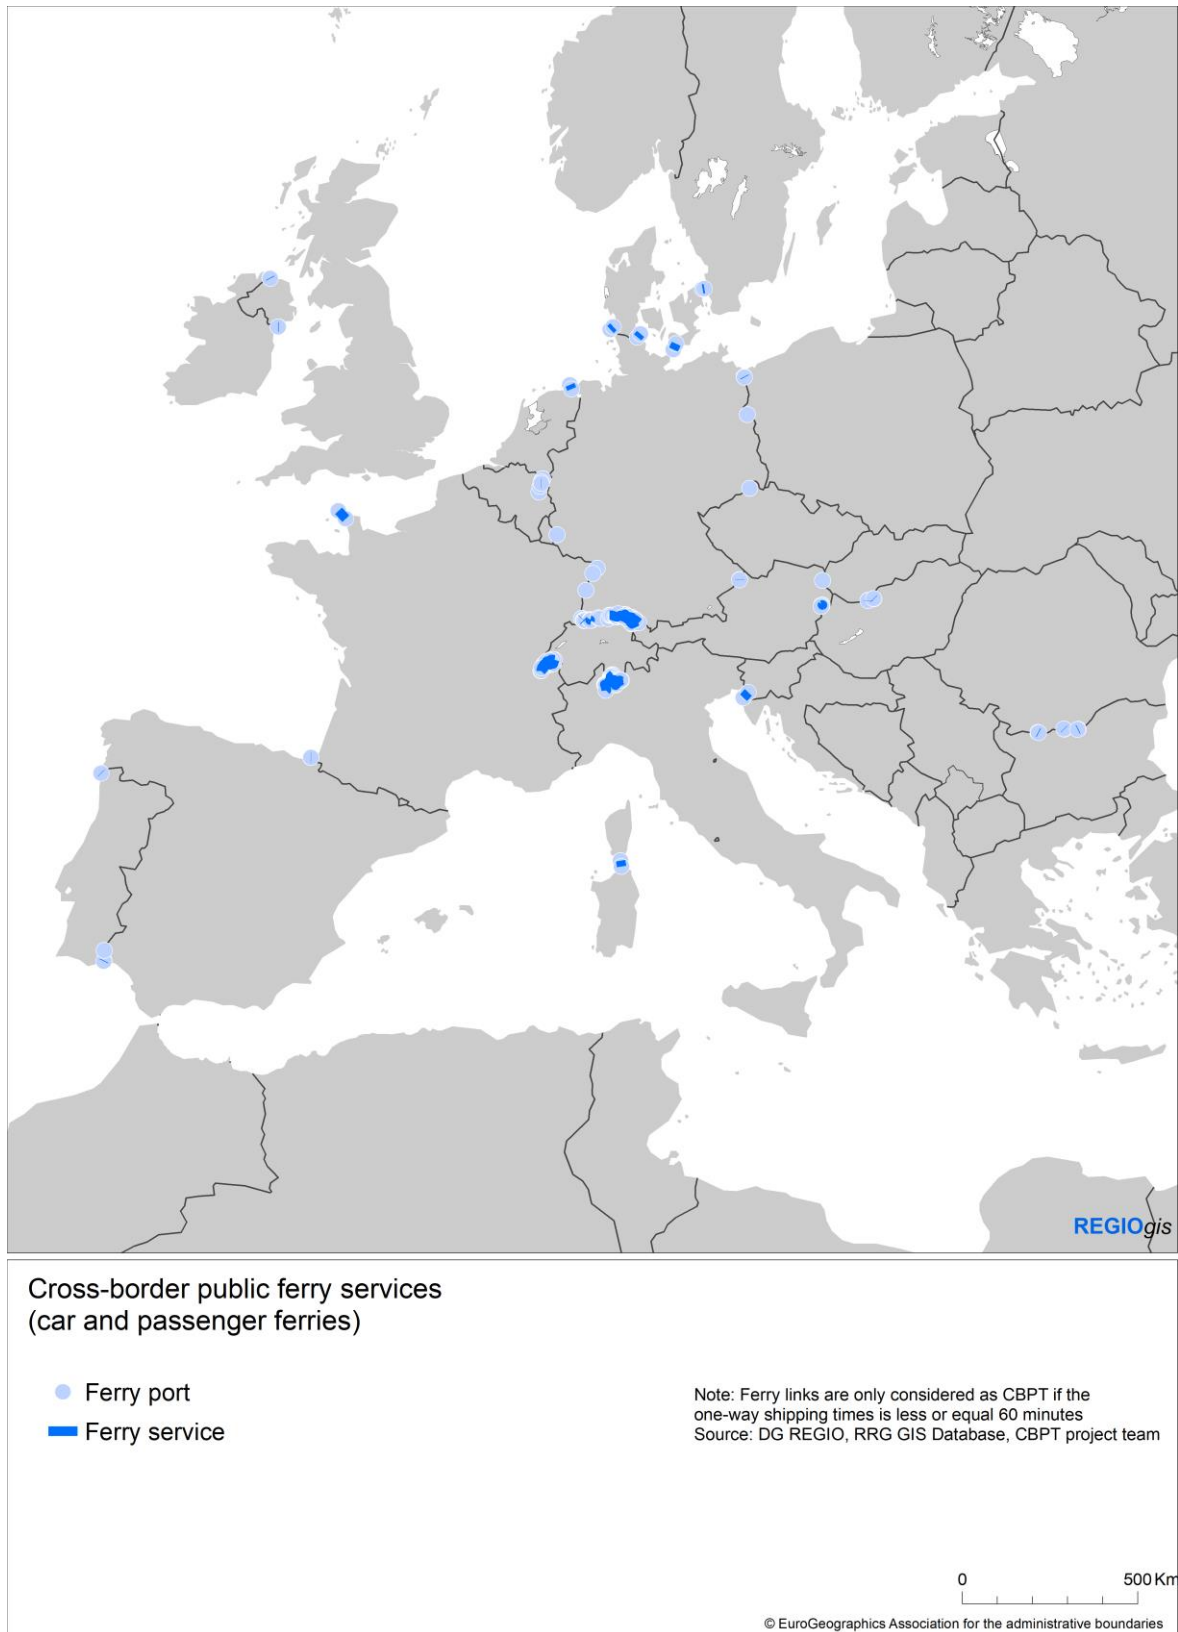 REGIOgis
Cross-border public ferry services
(car and passenger ferries)
Ferry port
Ferry service
Note: Ferry links are only considered as CBPT if the
one-way shipping times is less or equal 60 minutes
Source: DG REGIO, RRG GIS Database, CBPT project team
0 500 Km
© EuroGeographics Association for the administrative boundaries